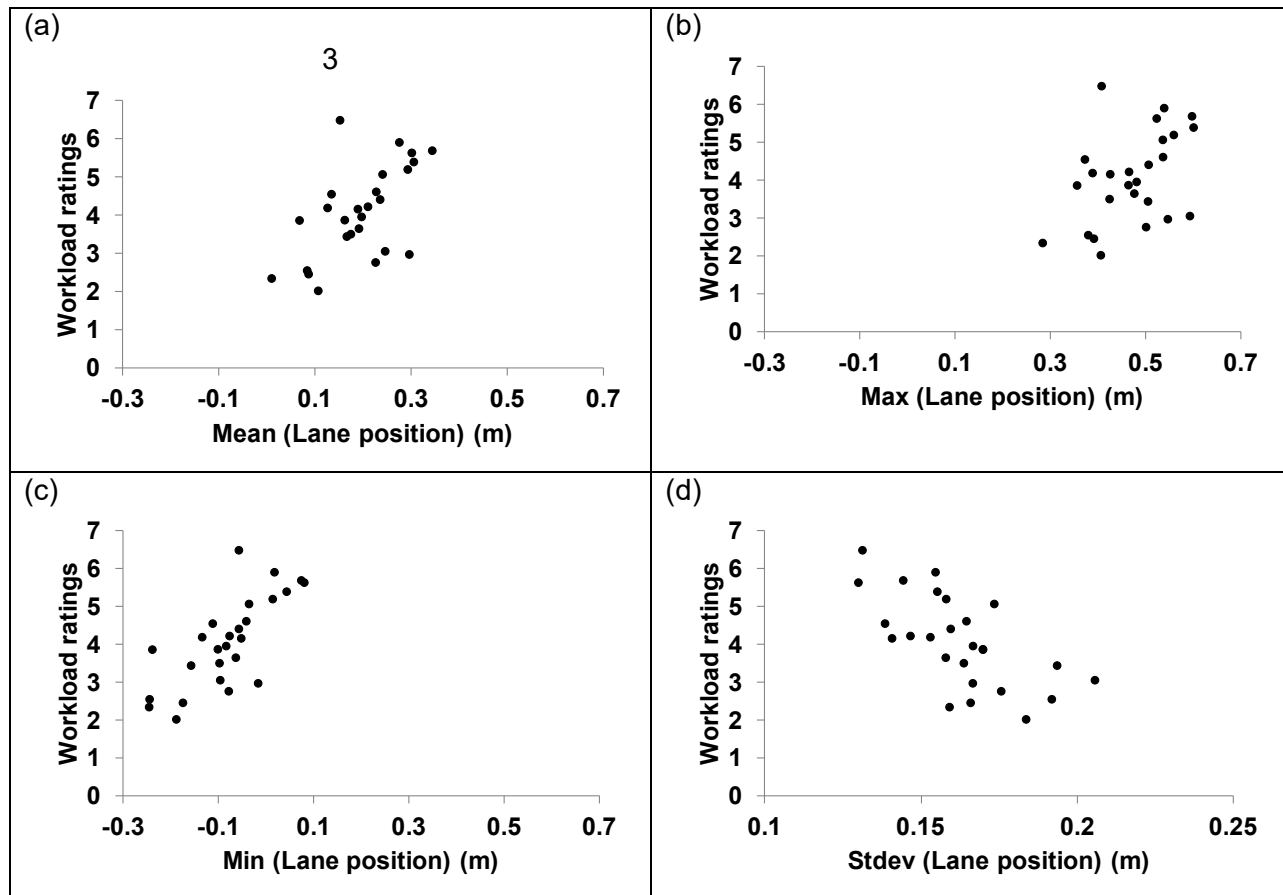 (a)
3
7
6
5
4
3
2
1
0
Workload ratings
-0.3 -0.1 0.1 0.3 0.5 0.7
Mean (Lane position) (m)
(b)
7
6
5
4
3
2
1
0
Workload ratings
-0.3 -0.1 0.1 0.3 0.5 0.7
Max (Lane position) (m)
(c)
7
6
5
4
3
2
1
0
Workload ratings
-0.3 -0.1 0.1 0.3 0.5 0.7
Min (Lane position) (m)
(d)
7
6
5
4
3
2
1
0
Workload ratings
0.1 0.15 0.2 0.25
Stdev (Lane position) (m)